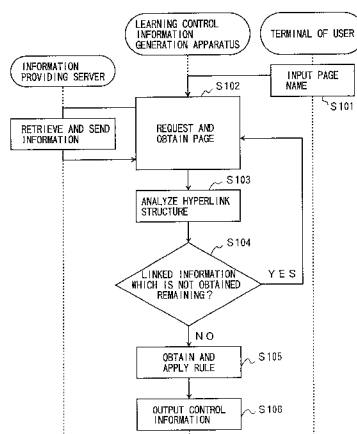 LEARNING CONTROL
INFORMATION
GENERATION APPARATUS
TERMINAL OF USER
INFORMATION
PROVIDING SERVER
S102
INPUT PAGE
NAME
S101
RETRIEVE AND SEND
INFORMATION
REQUEST AND
OBTAIN PAGE
S103
ANALYZE HYPERLINK
STRUCTURE
S104
LINKED INFORMATION
WHICH IS NOT OBTAINED
REMAINING?
YES
NO
OBTAIN AND
APPLY RULE
S105
OUTPUT CONTROL
INFORMATION
S106